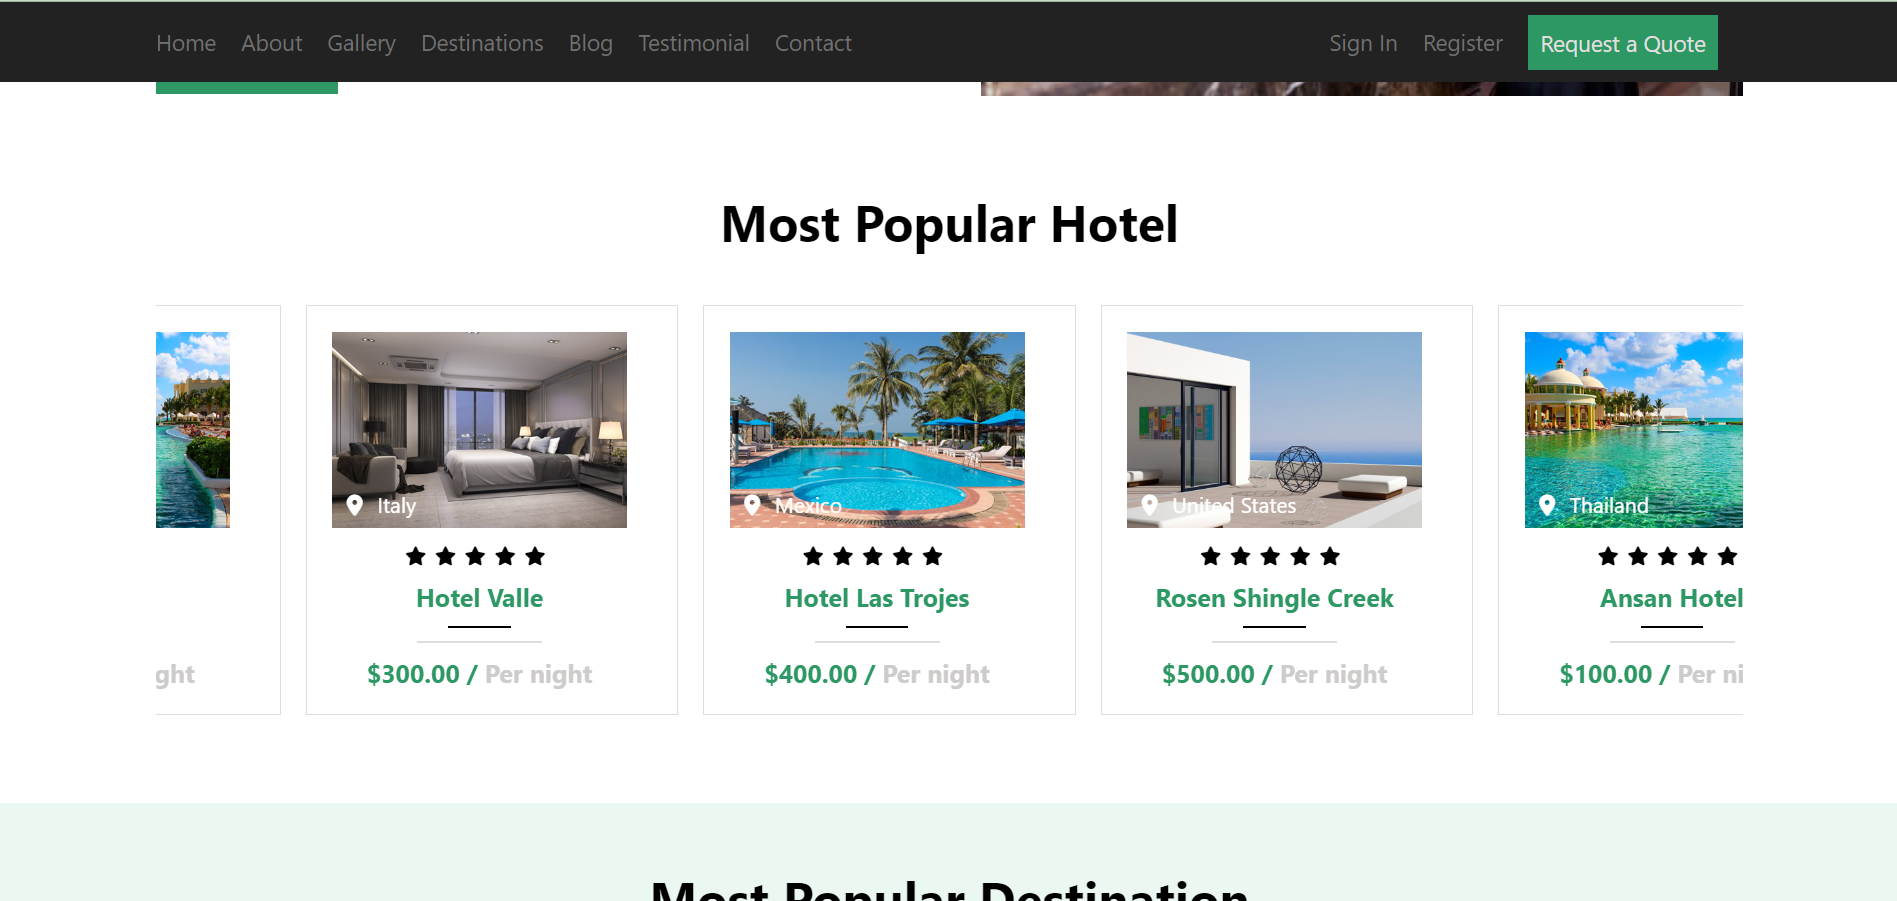 Home About Gallery Destinations Blog Testimonial Contact Sign In Register Request a Quote
Most Popular Hotel
Italy Mexico United States Thailand
Hotel Valle Hotel Las Trojes Rosen Shingle Creek Ansan Hotel
ght $300.00 / Per night $400.00 / Per night $500.00 / Per night $100.00 / Per ni
Most Popular Destination